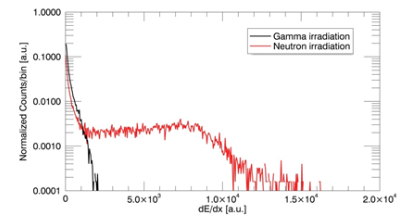 1.0000
Gamma irradiation
Neutron irradiation
0.1000
0.0100
0.0010
0.0001
Normalized Counts/bin [a.u.]
0 5.0×10³ 1.0×10⁴ 1.5×10⁴ 2.0×10⁴
dE/dx [a.u.]